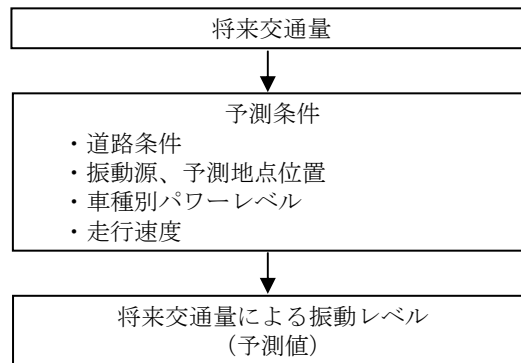 将来交通量
予測条件
・道路条件
・振動源、予測地点位置
・車種別パワーレベル
・走行速度
将来交通量による振動レベル
（予測値）